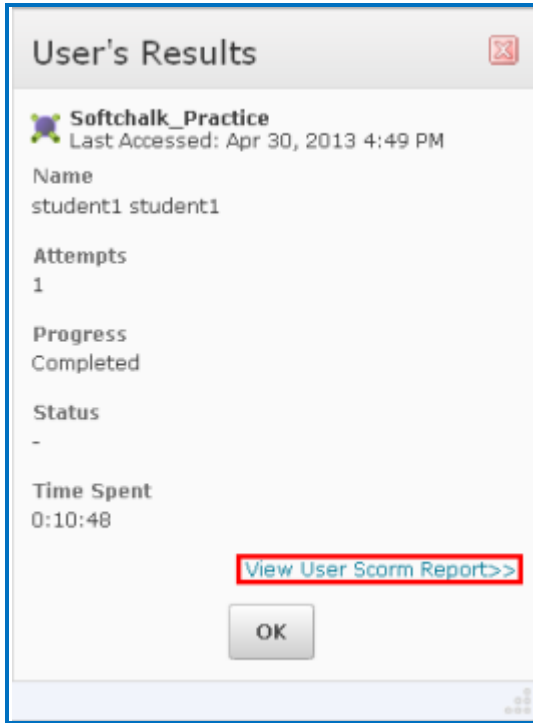 User's Results
Softchalk_Practice
Last Accessed: Apr 30, 2013 4:49 PM
Name
student1 student1
Attempts
1
Progress
Completed
Status
-
Time Spent
0:10:48
View User Scorm Report>>
OK